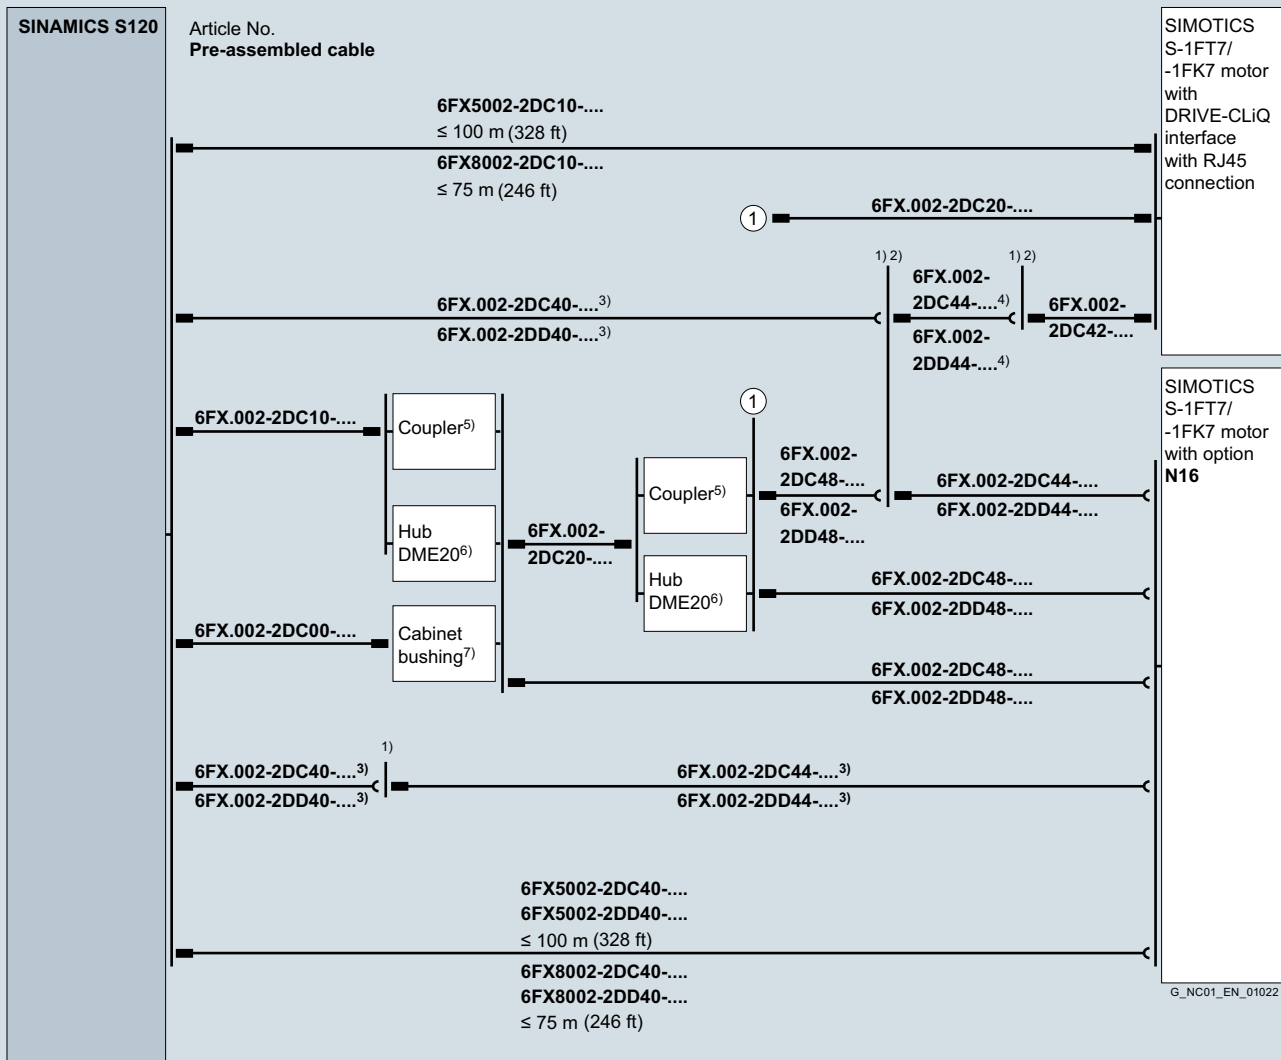 SINAMICS S120
Article No.
Pre-assembled cable
6FX5002-2DC10-....
≤ 100 m (328 ft)
6FX8002-2DC10-....
≤ 75 m (246 ft)
SIMOTICS
S-1FT7/
-1FK7 motor
with
DRIVE-CLiQ
interface
with RJ45
connection
1
6FX.002-2DC20-....
1) 2)
1) 2)
6FX.002-2DC40-....3)
6FX.002-2DD40-....3)
6FX.002-
2DC44-....4)
6FX.002-
2DD44-....4)
6FX.002-
2DC42-....
SIMOTICS
S-1FT7/
-1FK7 motor
with option
N16
6FX.002-2DC10-....
Coupler5)
Hub
DME206)
6FX.002-
2DC20-....
1
Coupler5)
Hub
DME206)
6FX.002-
2DC48-....
6FX.002-
2DD48-....
6FX.002-2DC44-....
6FX.002-2DD44-....
6FX.002-2DC48-....
6FX.002-2DD48-....
6FX.002-2DC00-....
Cabinet
bushing7)
6FX.002-2DC48-....
6FX.002-2DD48-....
1)
6FX.002-2DC40-....3)
6FX.002-2DD40-....3)
6FX.002-2DC44-....3)
6FX.002-2DD44-....3)
6FX5002-2DC40-....
6FX5002-2DD40-....
≤ 100 m (328 ft)
6FX8002-2DC40-....
6FX8002-2DD40-....
≤ 75 m (246 ft)
G_NC01_EN_01022